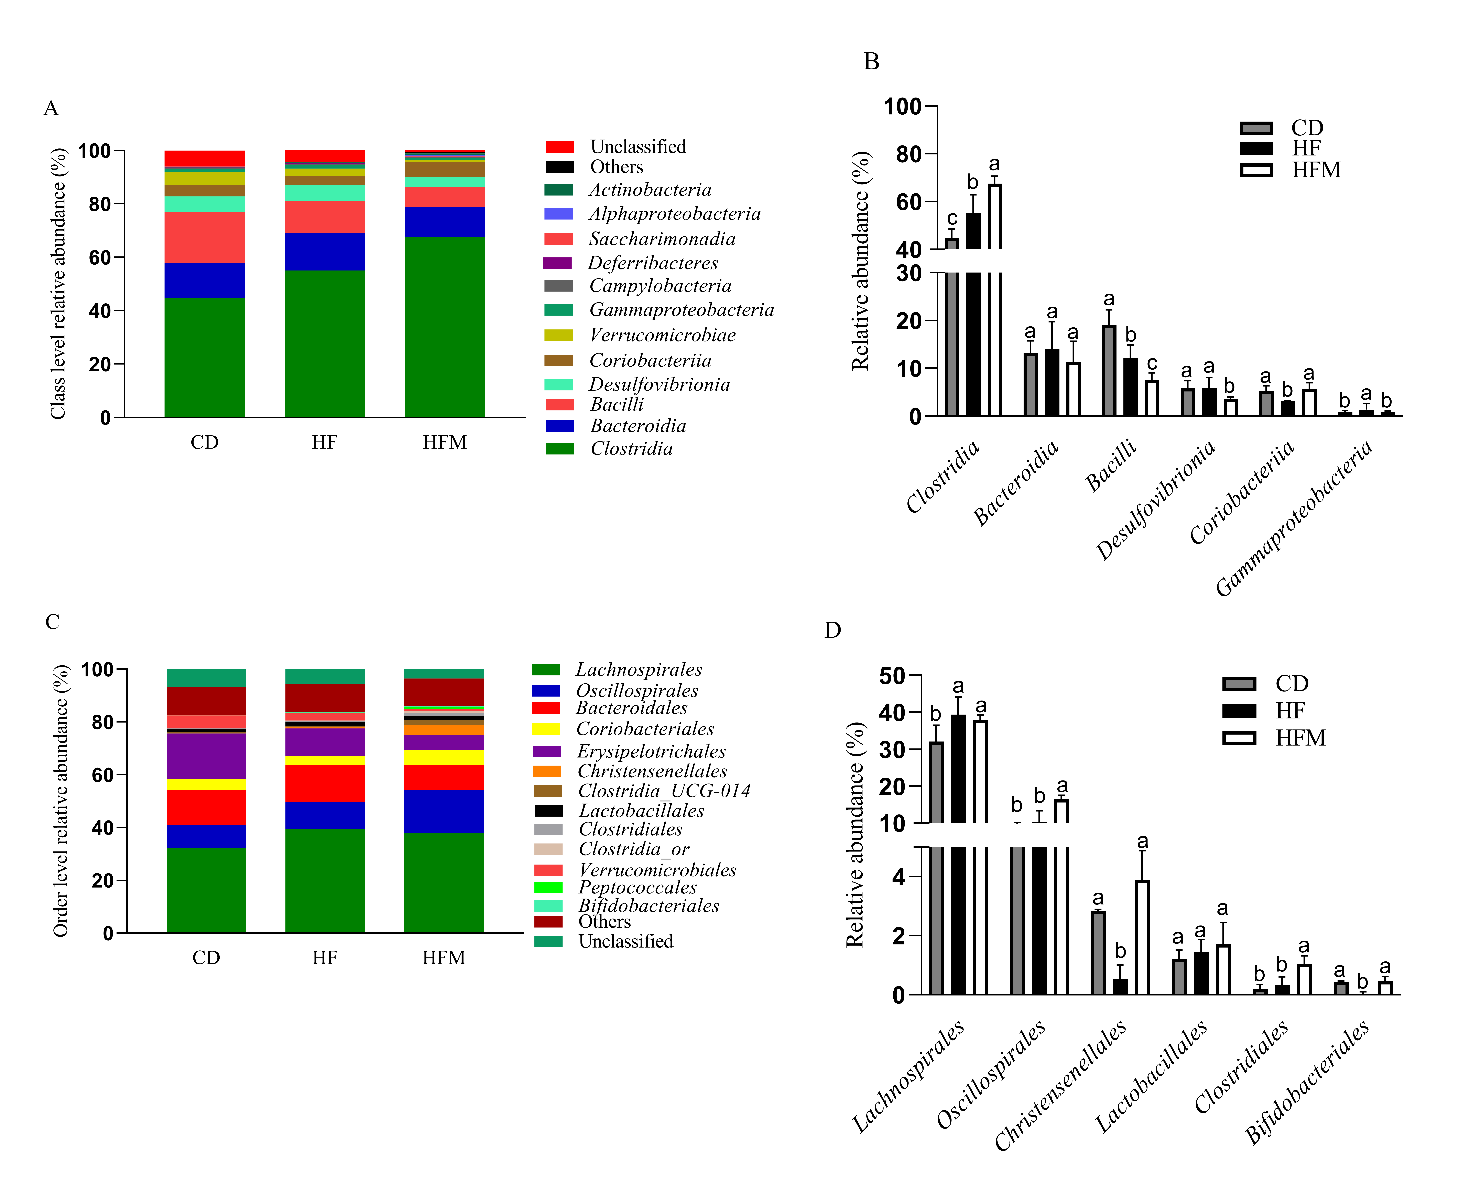 A
Class level relative abundance (%)
100
80
60
40
20
0
CD
HF
HFM
Unclassified
Others
Actinobacteria
Alphaproteobacteria
Saccharimonadia
Deferribacteres
Campylobacteria
Gammaproteobacteria
Verrucomicrobiae
Coriobacteriia
Desulfovibrionia
Bacilli
Bacteroidia
Clostridia
B
Relative abundance (%)
100
80
60
40
30
20
10
0
CD
HF
HFM
c b a
a a a
a b c
a a b
a b a
b a b
Clostridia
Bacteroidia
Bacilli
Desulfovibrionia
Coriobacteriia
Gammaproteobacteria
C
Order level relative abundance (%)
100
80
60
40
20
0
CD
HF
HFM
Lachnospirales
Oscillospirales
Bacteroidales
Coriobacteriales
Erysipelotrichales
Christensenellales
Clostridia_UCG-014
Lactobacillales
Clostridiales
Clostridia_or
Verrucomicrobiales
Peptococcales
Bifidobacteriales
Others
Unclassified
D
Relative abundance (%)
50
40
30
20
10
4
2
0
CD
HF
HFM
b a a
b b a
a b a
a a a
b b a
a b a
Lachnospirales
Oscillospirales
Christensenellales
Lactobacillales
Clostridiales
Bifidobacteriales